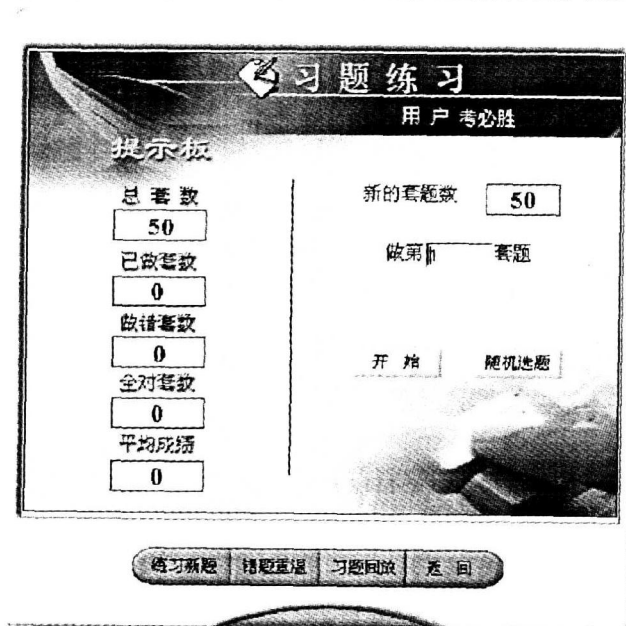 习题练习
用户 考必胜
提示板
总套数
50
已做套数
0
做错套数
0
全对套数
0
平均成绩
0
新的套题数 50
做第 套题
开始 随机选题
练习新题 错题重温 习题回放 返回